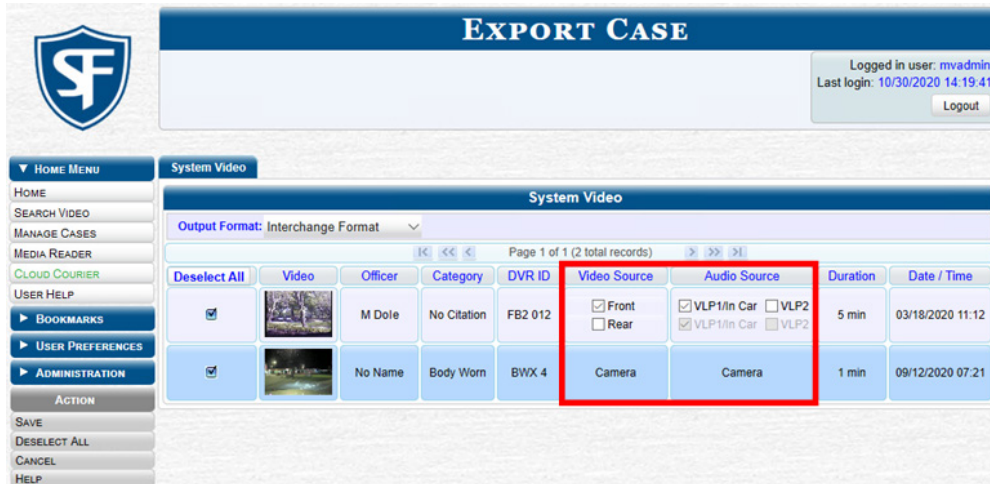 SF
EXPORT CASE
Logged in user: mvadmin
Last login: 10/30/2020 14:19:41
Logout
▼ HOME MENU
HOME
SEARCH VIDEO
MANAGE CASES
MEDIA READER
CLOUD COURIER
USER HELP
► BOOKMARKS
► USER PREFERENCES
► ADMINISTRATION
ACTION
SAVE
DESELECT ALL
CANCEL
HELP
System Video
System Video
Output Format: Interchange Format
Page 1 of 1 (2 total records)
Deselect All Video Officer Category DVR ID Video Source Audio Source Duration Date / Time
M Dole No Citation FB2 012 Front VLP1/In Car VLP2 5 min 03/18/2020 11:12
Rear VLP1/In Car VLP2
No Name Body Worn BWX 4 Camera Camera 1 min 09/12/2020 07:21